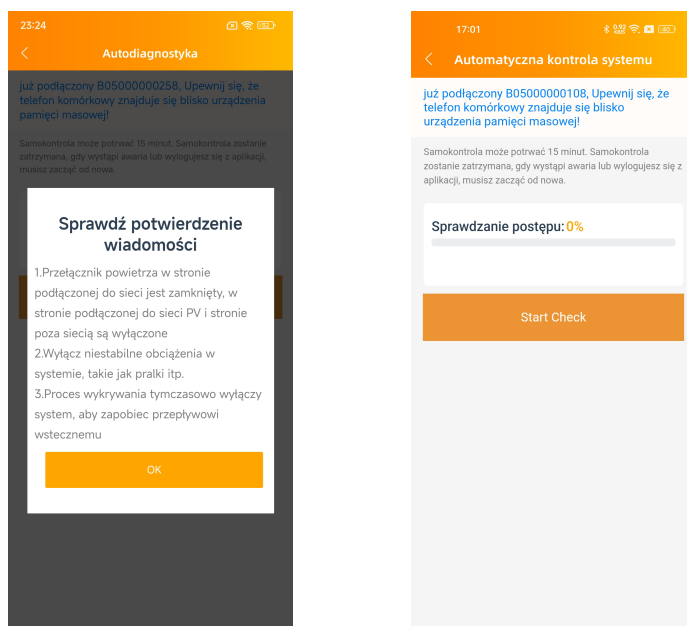 23:24
Autodiagnostyka
już podłączony B05000000258, Upewnij się, że
telefon komórkowy znajduje się blisko urządzenia
pamięci masowej!
Samokontrola może potrwać 15 minut. Samokontrola zostanie
zatrzymana, gdy wystąpi awaria lub wylogujesz się z aplikacji,
musisz zacząć od nowa.
Sprawdź potwierdzenie
wiadomości
1.Przełącznik powietrza w stronie
podłączonej do sieci jest zamknięty, w
stronie podłączonej do sieci PV i stronie
poza siecią są wyłączone
2.Wyłącz niestabilne obciążenia w
systemie, takie jak pralki itp.
3.Proces wykrywania tymczasowo wyłączy
system, aby zapobiec przepływowi
wstecznemu
OK
17:01
0.92
Automatyczna kontrola systemu
już podłączony B05000000108, Upewnij się, że
telefon komórkowy znajduje się blisko
urządzenia pamięci masowej!
Samokontrola może potrwać 15 minut. Samokontrola
zostanie zatrzymana, gdy wystąpi awaria lub wylogujesz się z
aplikacji, musisz zacząć od nowa.
Sprawdzanie postępu: 0%
Start Check